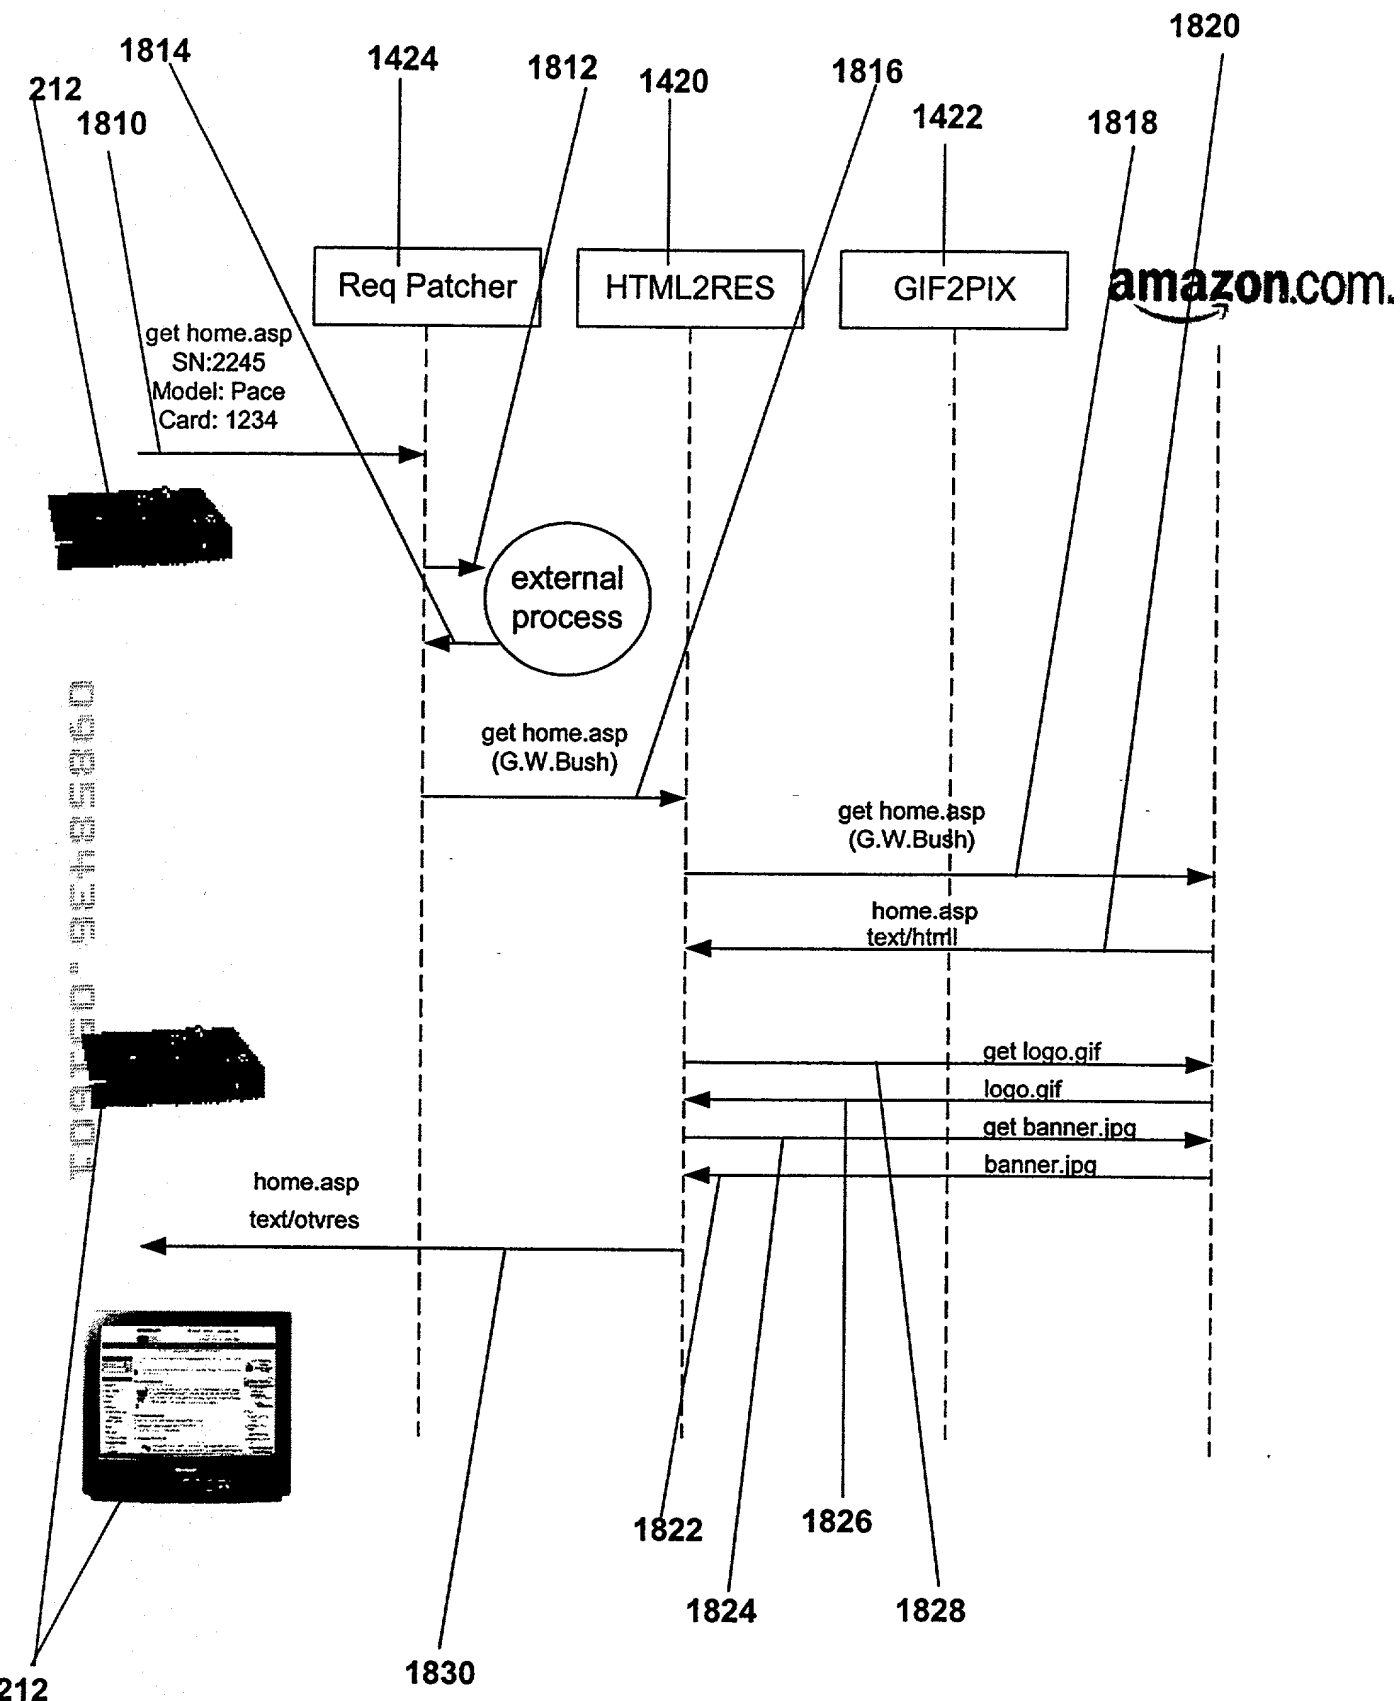 1820
1814
1424
1812
1420
1816
212
1810
1422
1818
Req Patcher
HTML2RES
GIF2PIX
amazon.com.
get home.asp
SN:2245
Model: Pace
Card: 1234
external
process
get home.asp
(G.W.Bush)
get home.asp
(G.W.Bush)
home.asp
text/html
get logo.gif
logo.gif
get banner.jpg
banner.jpg
home.asp
text/otvres
1822
1826
1824
1828
1830
212